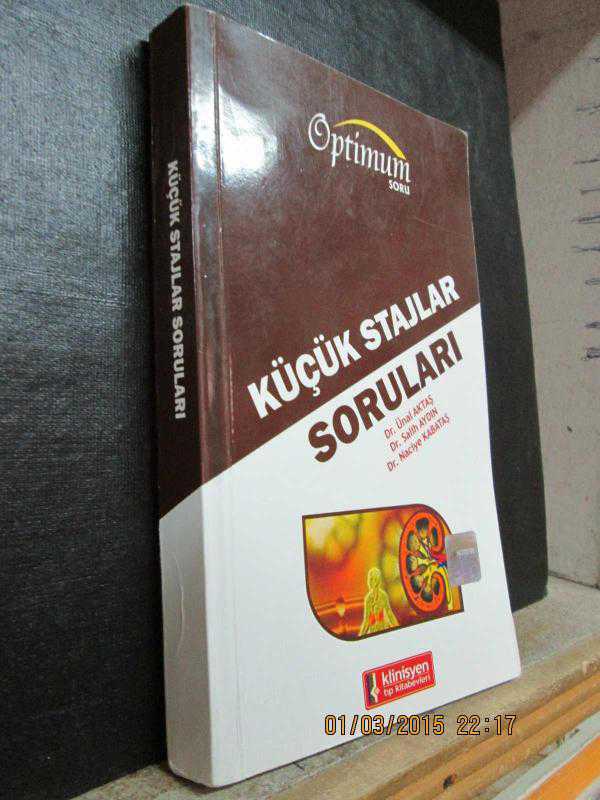 KÜÇÜK STAJLAR SORULARI
Optimum
SORU
KÜÇÜK STAJLAR
SORULARI
Dr. Ünal AKTAŞ
Dr. Salih AYDIN
Dr. Naciye KABATAŞ
klinisyen
tıp kitabevleri
01/03/2015 22:17